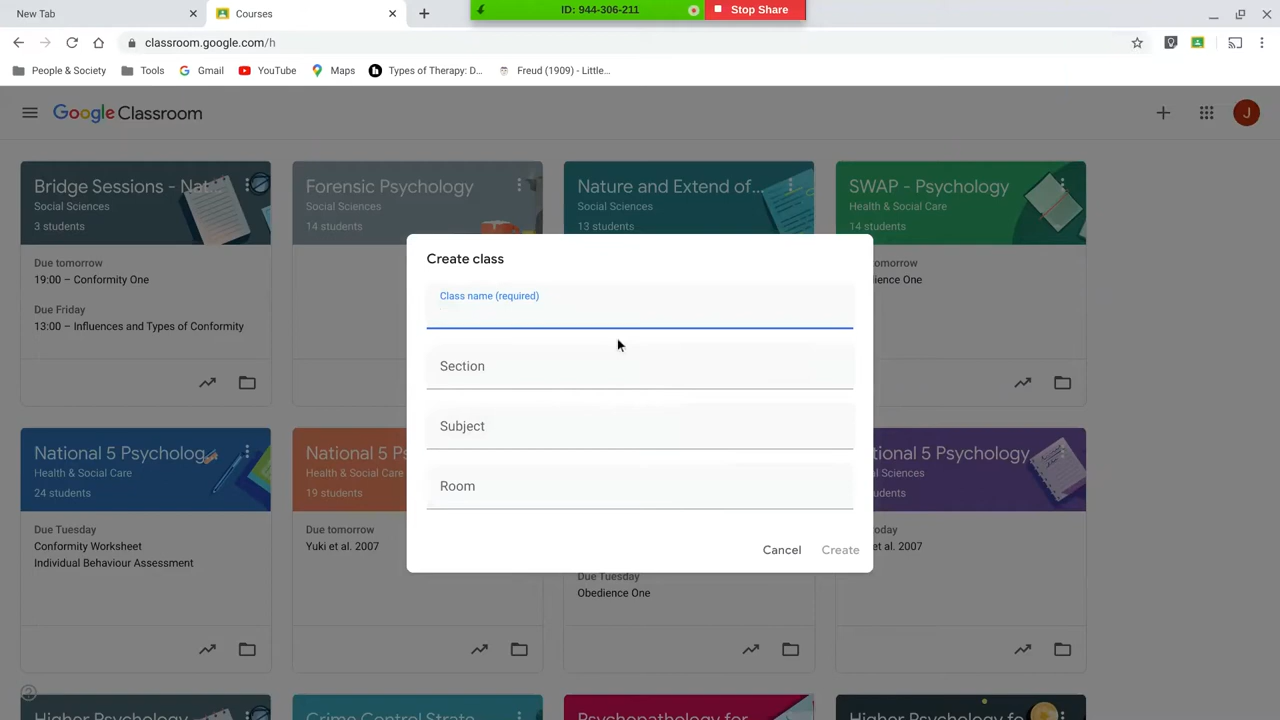 New Tab
Courses
ID: 944-306-211
Stop Share
classroom.google.com/h
People & Society
Tools
Gmail
YouTube
Maps
Types of Therapy: D...
Freud (1909) - Little...
Google Classroom
J
Bridge Sessions - Nat...
Social Sciences
3 students
Due tomorrow
19:00 – Conformity One
Due Friday
13:00 – Influences and Types of Conformity
Forensic Psychology
Social Sciences
14 students
Nature and Extend of...
Social Sciences
13 students
SWAP - Psychology
Health & Social Care
14 students
omorrow
ience One
Create class
Class name (required)
Section
Subject
Room
Cancel
Create
National 5 Psycholog...
Health & Social Care
24 students
Due Tuesday
Conformity Worksheet
Individual Behaviour Assessment
National 5 Ps
Health & Social Care
19 students
Due tomorrow
Yuki et al. 2007
Due Tuesday
Obedience One
nal 5 Psychology
Sciences
udents
oday
et al. 2007
Higher Psychology
Crime Control Strate
Psychopathology for
Higher Psychology fo